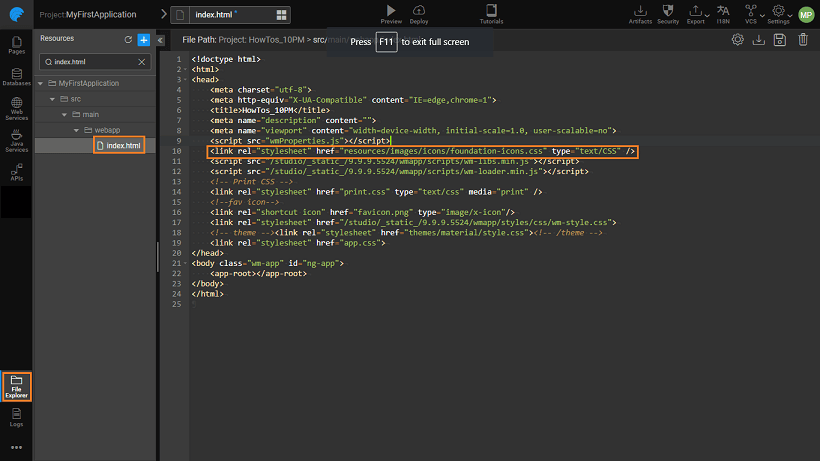 Project:MyFirstApplication
index.html*
Preview
Deploy
Tutorials
Artifacts
Security
Export
I18N
VCS
Settings
MP
Pages
Databases
Web
Services
Java
Services
APIs
File
Explorer
Logs
Resources
index.html
MyFirstApplication
src
main
webapp
index.html
File Path: Project: HowTos_10PM > src/main/
Press F11 to exit full screen
1 <!doctype html>
2 <html>
3 <head>
4 <meta charset="utf-8">
5 <meta http-equiv="X-UA-Compatible" content="IE=edge,chrome=1">
6 <title>HowTos_10PM</title>
7 <meta name="description" content="">
8 <meta name="viewport" content="width=device-width, initial-scale=1.0, user-scalable=no">
9 <script src="wmProperties.js"></script>
10 <link rel="stylesheet" href="resources/images/icons/foundation-icons.css" type="text/CSS" />
11 <script src="/studio/_static_/9.9.9.5524/wmapp/scripts/wm-libs.min.js"></script>
12 <script src="/studio/_static_/9.9.9.5524/wmapp/scripts/wm-loader.min.js"></script>
13 <!-- Print CSS -->
14 <link rel="stylesheet" href="print.css" type="text/css" media="print" />
15 <!--fav icon-->
16 <link rel="shortcut icon" href="favicon.png" type="image/x-icon"/>
17 <link rel="stylesheet" href="/studio/_static_/9.9.9.5524/wmapp/styles/css/wm-style.css">
18 <!-- theme --><link rel="stylesheet" href="themes/material/style.css"><!-- /theme -->
19 <link rel="stylesheet" href="app.css">
20 </head>
21 <body class="wm-app" id="ng-app">
22 <app-root></app-root>
23 </body>
24 </html>
25